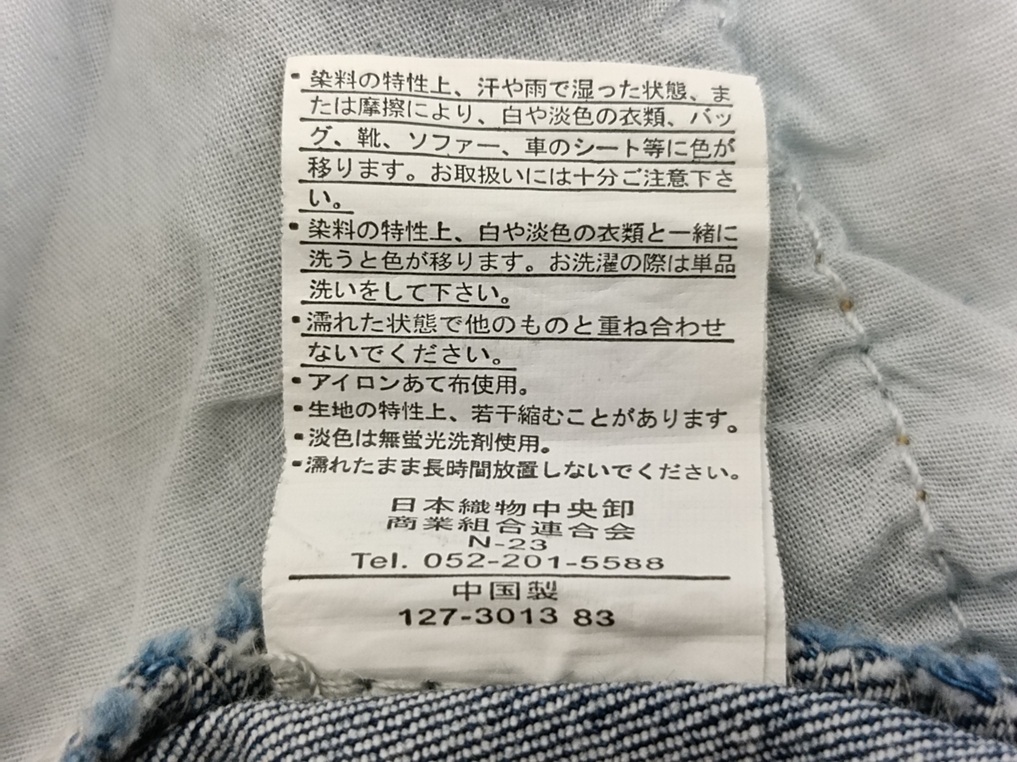 ・染料の特性上、汗や雨で湿った状態、ま
たは摩擦により、白や淡色の衣類、バッ
グ、靴、ソファー、車のシート等に色が
移ります。お取扱いには十分ご注意下さ
い。
・染料の特性上、白や淡色の衣類と一緒に
洗うと色が移ります。お洗濯の際は単品
洗いをして下さい。
・濡れた状態で他のものと重ね合わせ
ないでください。
・アイロンあて布使用。
・生地の特性上、若干縮むことがあります。
・淡色は無蛍光洗剤使用。
・濡れたまま長時間放置しないでください。
日本織物中央卸
商業組合連合会
N-23
Tel. 052-201-5588
中国製
127-3013 83